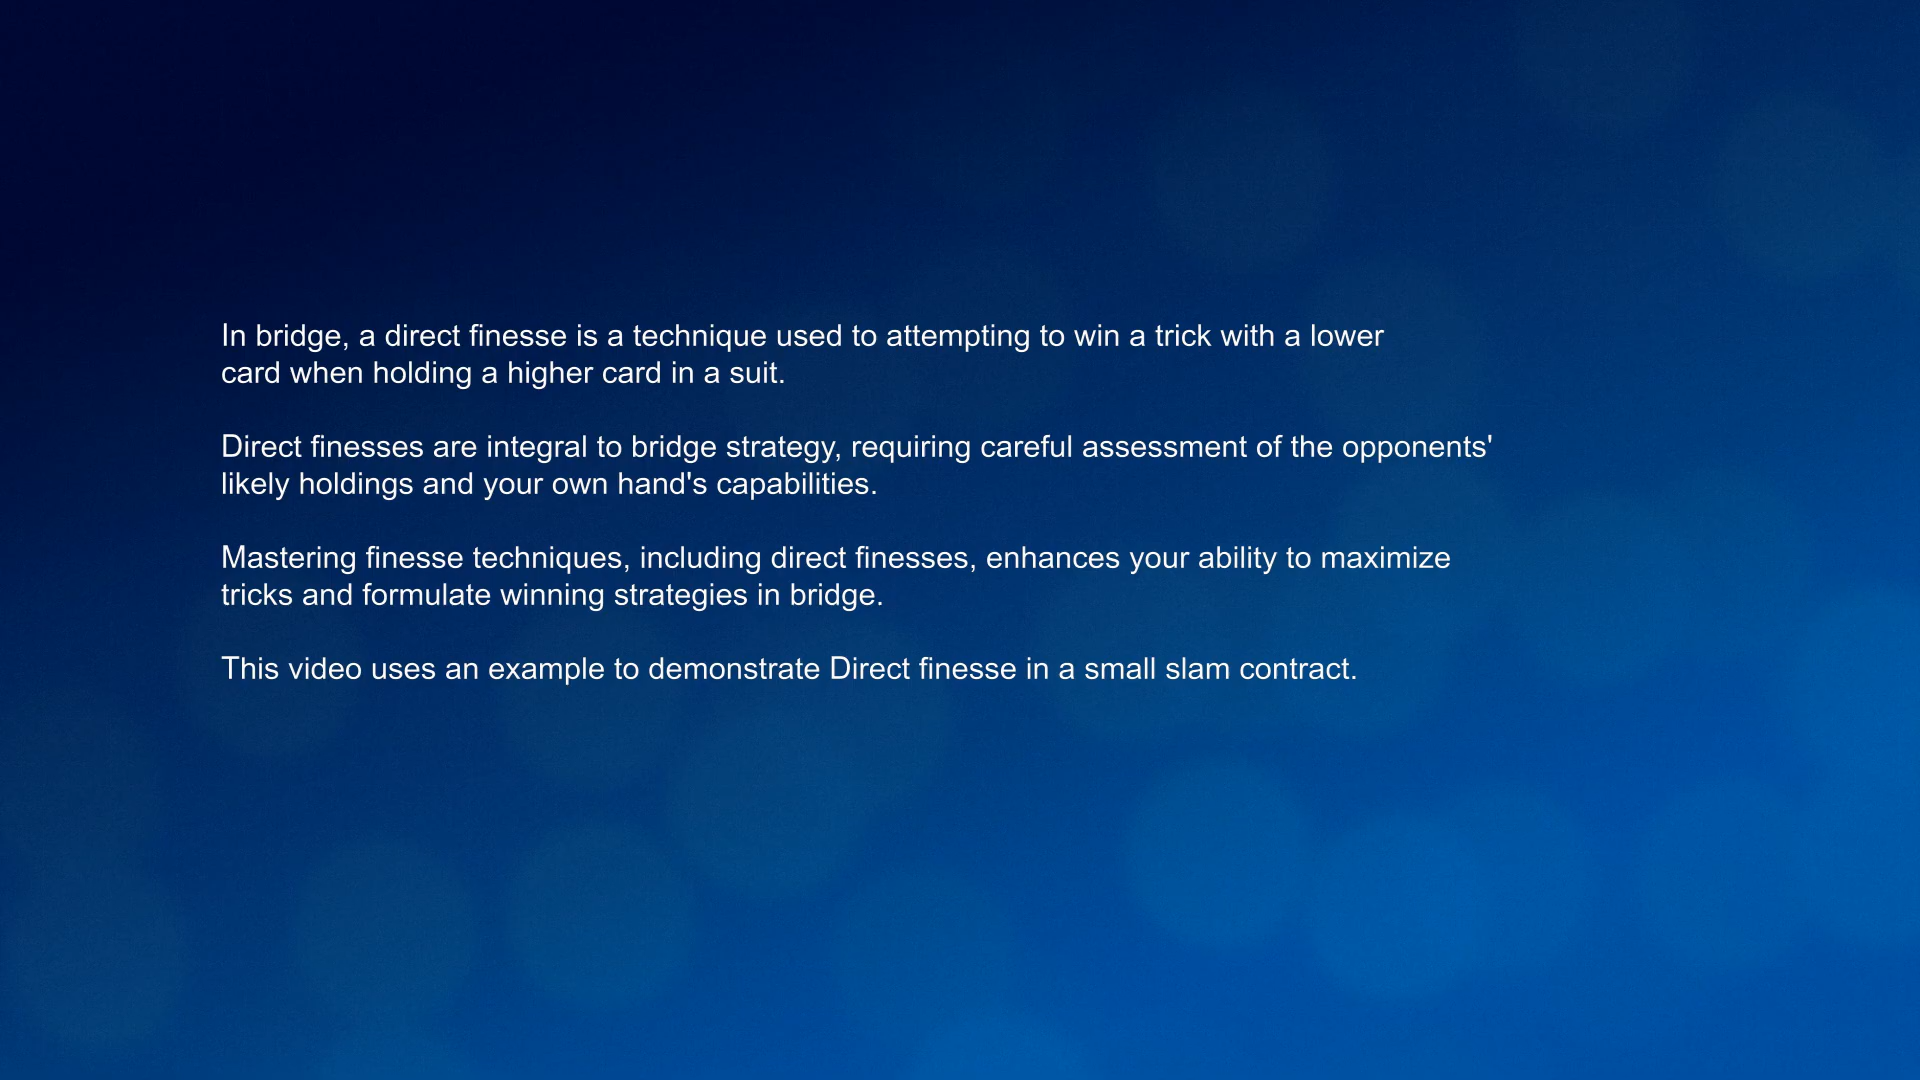 In bridge, a direct finesse is a technique used to attempting to win a trick with a lower
card when holding a higher card in a suit.
Direct finesses are integral to bridge strategy, requiring careful assessment of the opponents'
likely holdings and your own hand's capabilities.
Mastering finesse techniques, including direct finesses, enhances your ability to maximize
tricks and formulate winning strategies in bridge.
This video uses an example to demonstrate Direct finesse in a small slam contract.